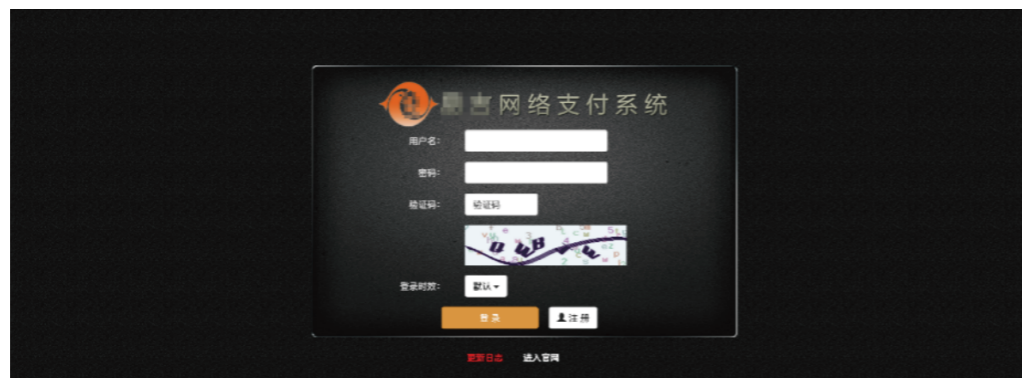 吉网络支付系统
用户名:
密码:
验证码: 验证码
登录时效: 默认
登 录 注 册
更新日志 进入官网